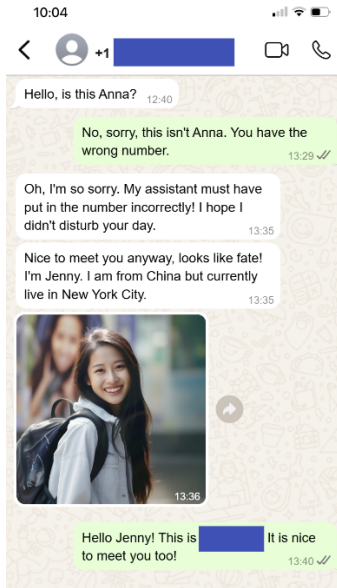 10:04
+1
Hello, is this Anna? 12:40
No, sorry, this isn't Anna. You have the
wrong number.
13:29
Oh, I'm so sorry. My assistant must have
put in the number incorrectly! I hope I
didn't disturb your day.
13:35
Nice to meet you anyway, looks like fate!
I'm Jenny. I am from China but currently
live in New York City.
13:35
13:36
Hello Jenny! This is It is nice
to meet you too!
13:40